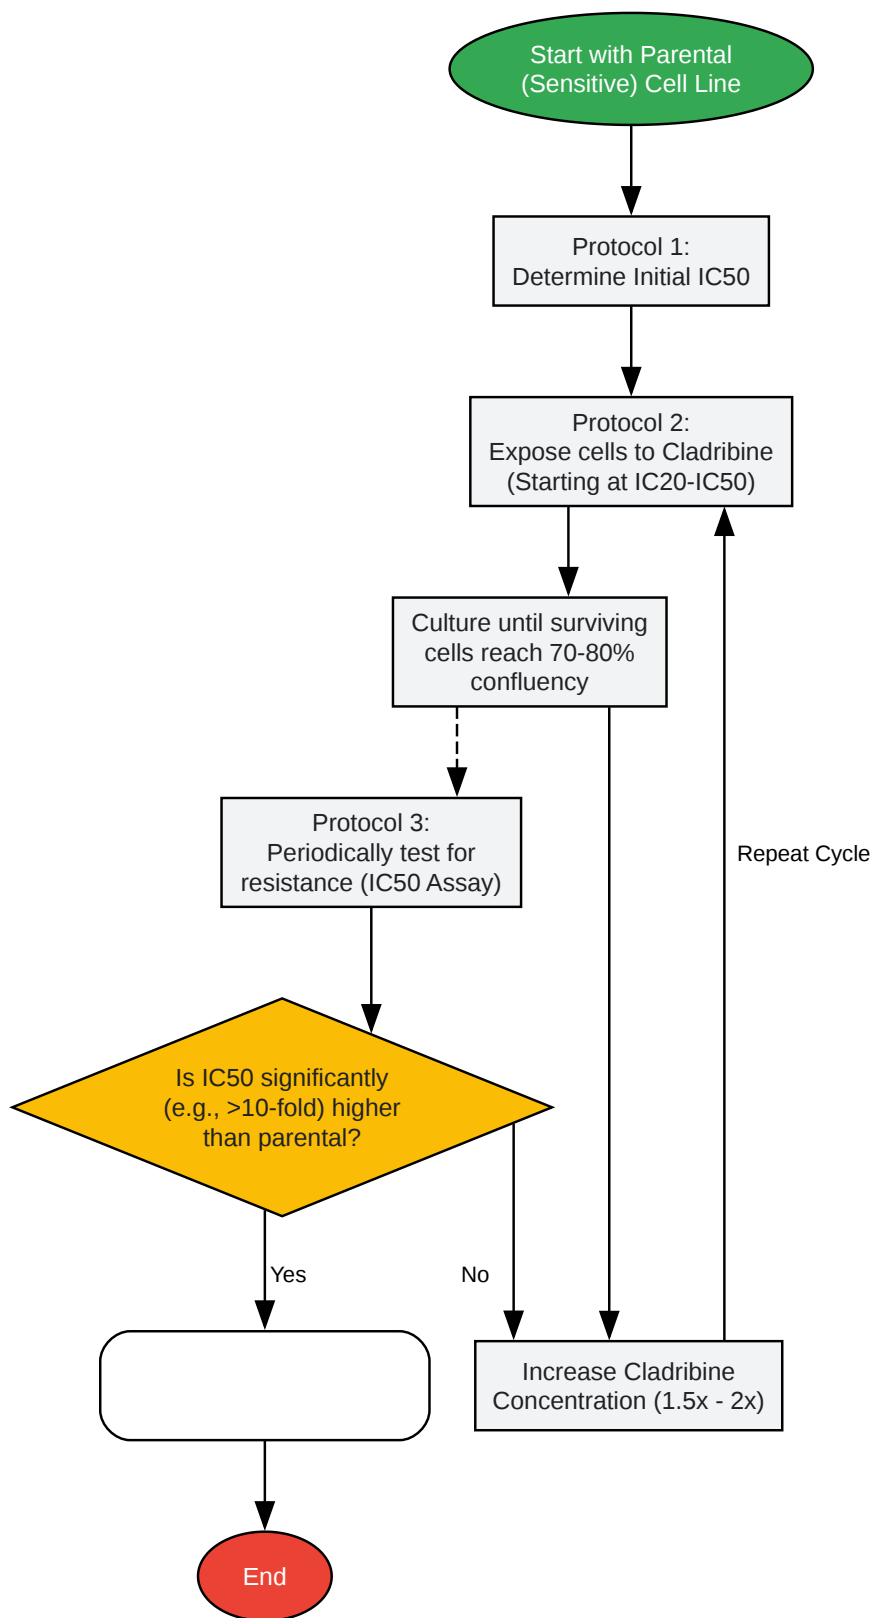 Start with Parental
(Sensitive) Cell Line
Protocol 1:
Determine Initial IC50
Protocol 2:
Expose cells to Cladribine
(Starting at IC20-IC50)
Culture until surviving
cells reach 70-80%
confluency
Protocol 3:
Periodically test for
resistance (IC50 Assay)
Repeat Cycle
Is IC50 significantly
(e.g., >10-fold) higher
than parental?
Yes
No
Increase Cladribine
Concentration (1.5x - 2x)
End